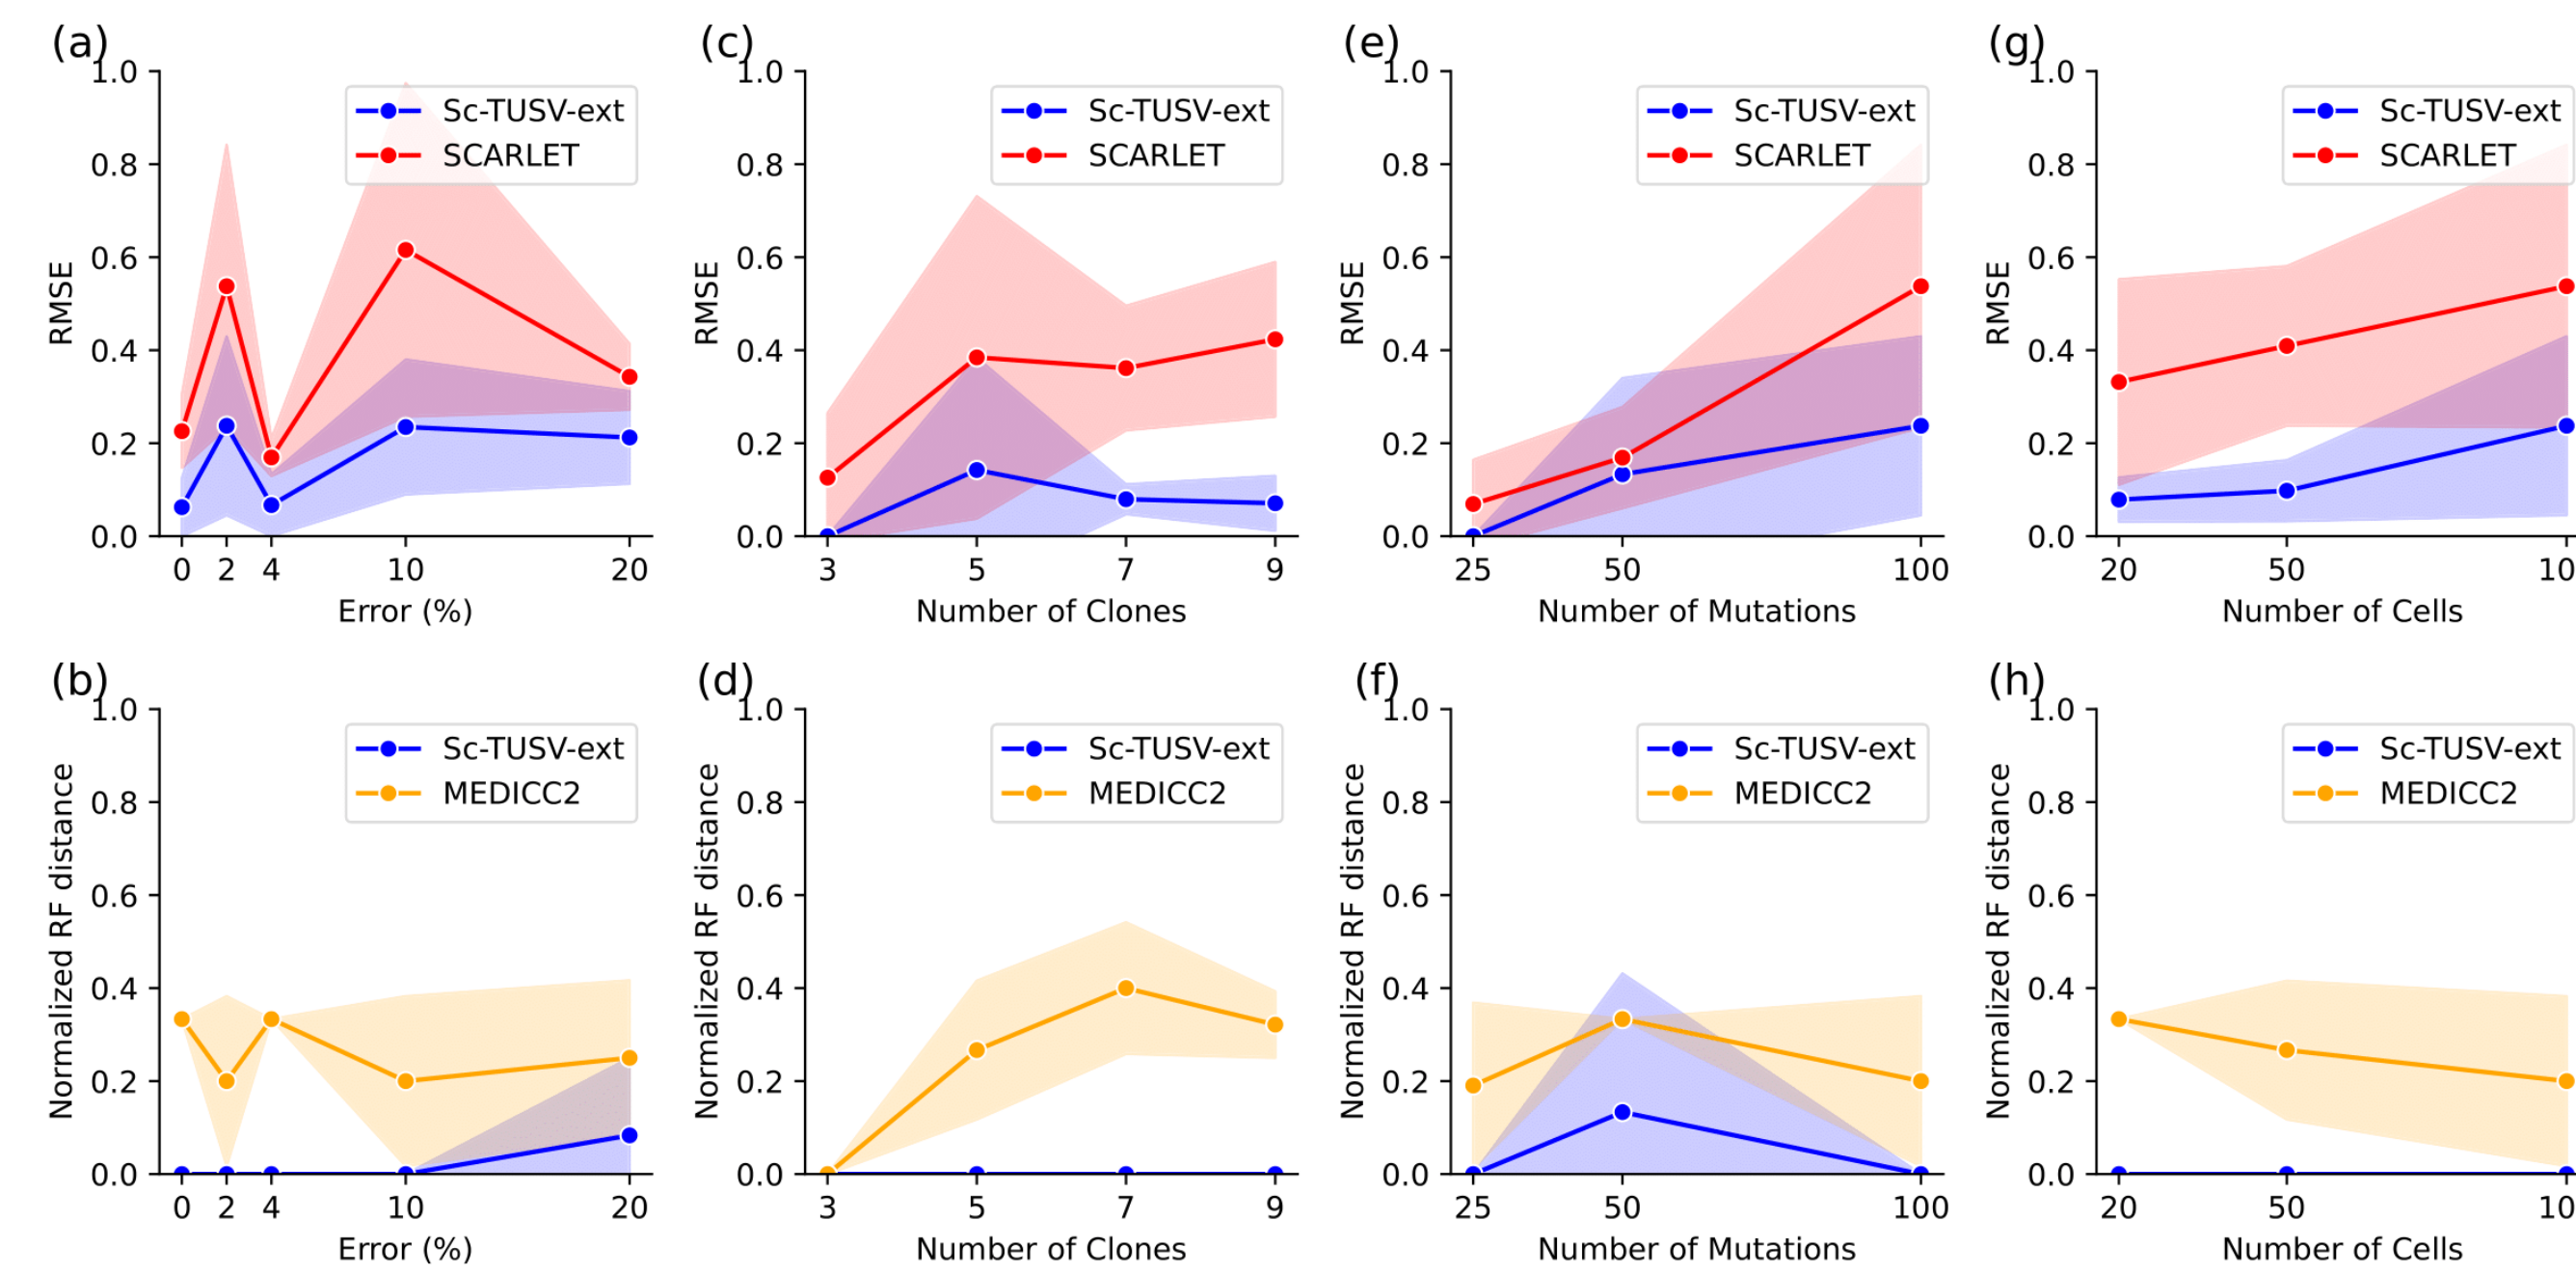 (a)
1.0
0.8
0.6
0.4
0.2
0.0
RMSE
Sc-TUSV-ext
SCARLET
0 2 4 10 20
Error (%)
(c)
1.0
0.8
0.6
0.4
0.2
0.0
RMSE
Sc-TUSV-ext
SCARLET
3 5 7 9
Number of Clones
(e)
1.0
0.8
0.6
0.4
0.2
0.0
RMSE
Sc-TUSV-ext
SCARLET
25 50 100
Number of Mutations
(g)
1.0
0.8
0.6
0.4
0.2
0.0
RMSE
Sc-TUSV-ext
SCARLET
20 50 10
Number of Cells
(b)
1.0
0.8
0.6
0.4
0.2
0.0
Normalized RF distance
Sc-TUSV-ext
MEDICC2
0 2 4 10 20
Error (%)
(d)
1.0
0.8
0.6
0.4
0.2
0.0
Normalized RF distance
Sc-TUSV-ext
MEDICC2
3 5 7 9
Number of Clones
(f)
1.0
0.8
0.6
0.4
0.2
0.0
Normalized RF distance
Sc-TUSV-ext
MEDICC2
25 50 100
Number of Mutations
(h)
1.0
0.8
0.6
0.4
0.2
0.0
Normalized RF distance
Sc-TUSV-ext
MEDICC2
20 50 10
Number of Cells